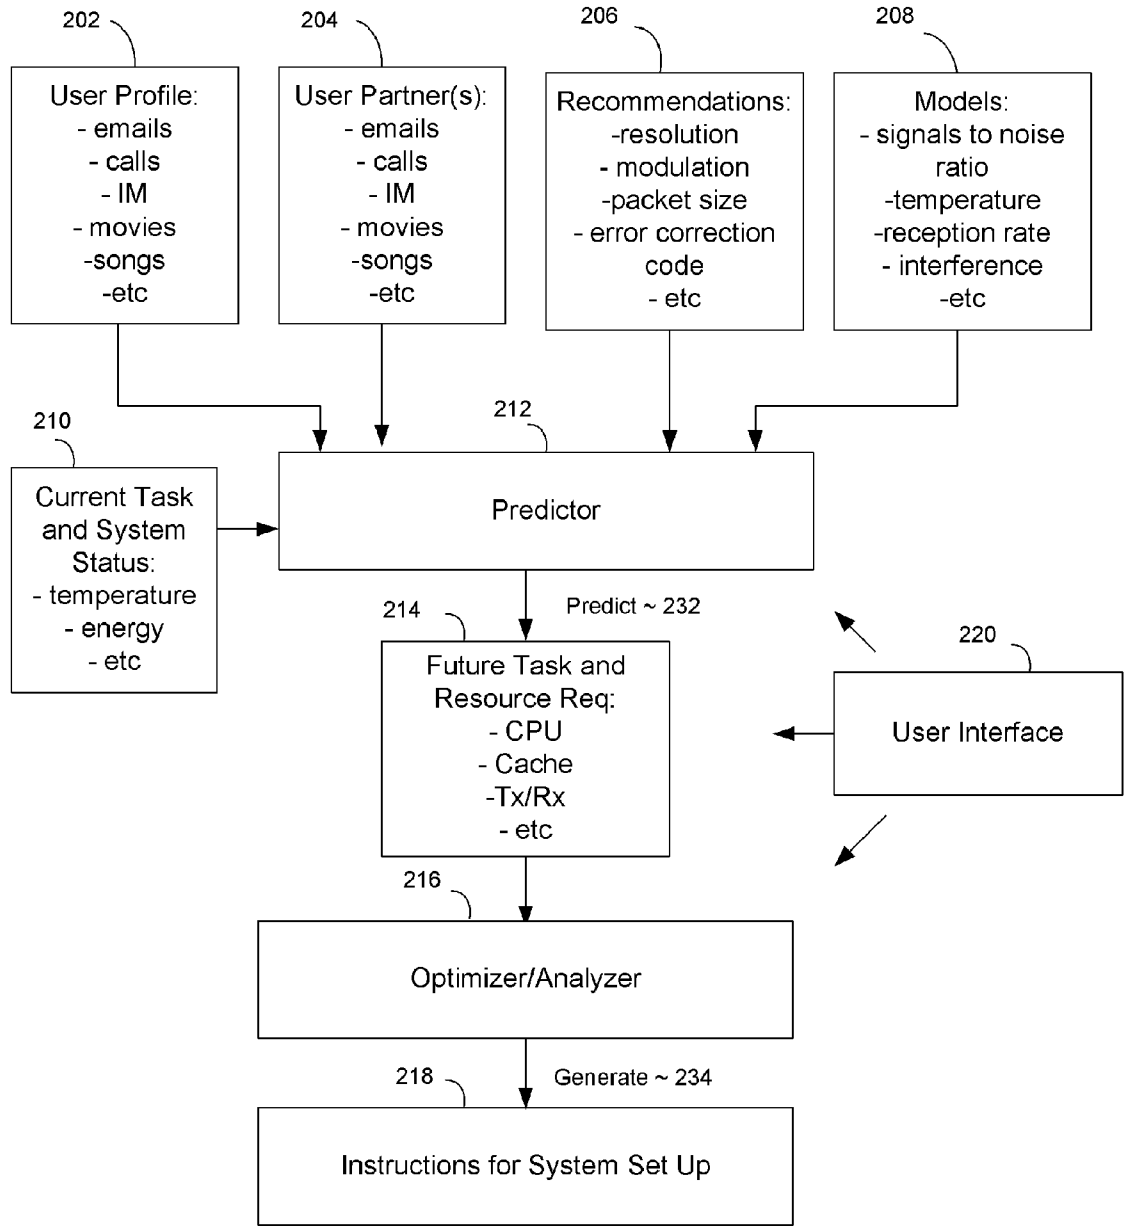 202
User Profile:
- emails
- calls
- IM
- movies
-songs
-etc
204
User Partner(s):
- emails
- calls
- IM
- movies
-songs
-etc
206
Recommendations:
-resolution
- modulation
-packet size
- error correction
code
- etc
208
Models:
- signals to noise
ratio
-temperature
-reception rate
- interference
-etc
210
Current Task
and System
Status:
- temperature
- energy
- etc
212
Predictor
Predict ~ 232
214
Future Task and
Resource Req:
- CPU
- Cache
-Tx/Rx
- etc
220
User Interface
216
Optimizer/Analyzer
Generate ~ 234
218
Instructions for System Set Up